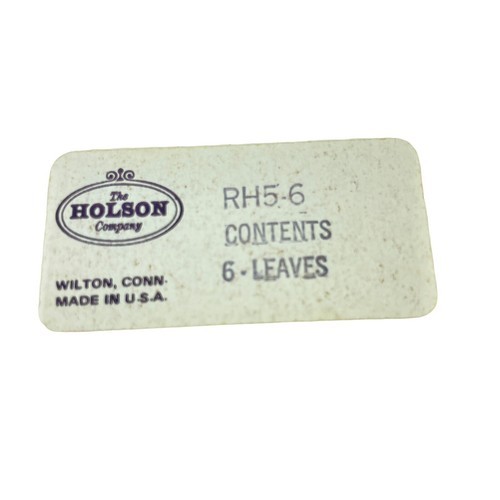 The
HOLSON
Company
WILTON, CONN.
MADE IN U.S.A.
RH5-6
CONTENTS
6-LEAVES